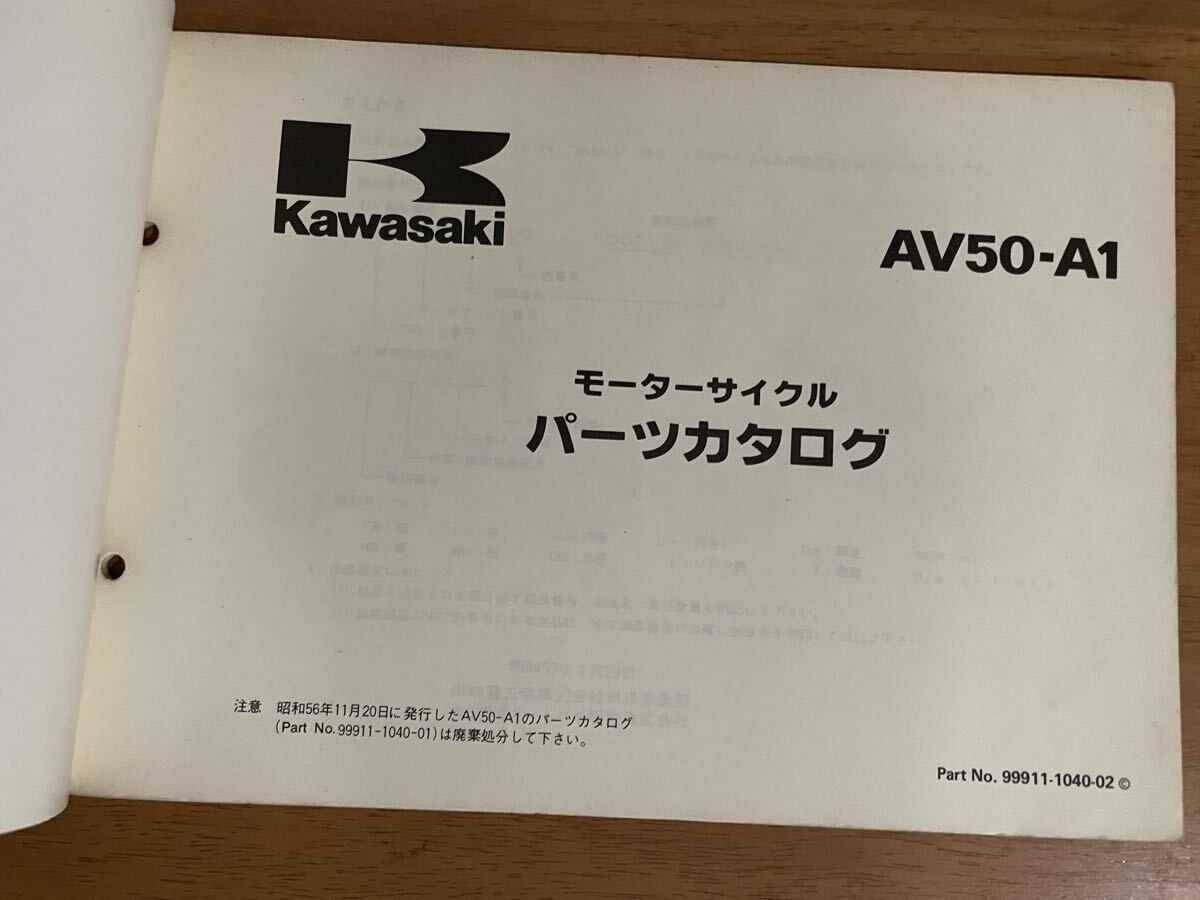 Kawasaki
AV50-A1
モーターサイクル
パーツカタログ
注意 昭和56年11月20日に発行したAV50-A1のパーツカタログ
(Part No.99911-1040-01)は廃棄処分して下さい。
Part No. 99911-1040-02 ©